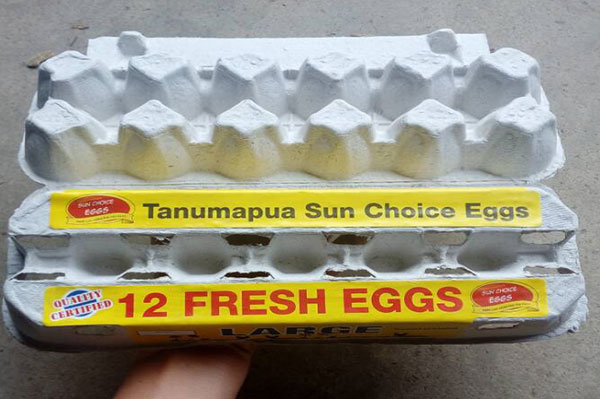 SUN CHOICE
EGGS
Tanumapua Sun Choice Eggs
QUALITY
CERTIFIED
12 FRESH EGGS
SUN CHOICE
EGGS
LARGE